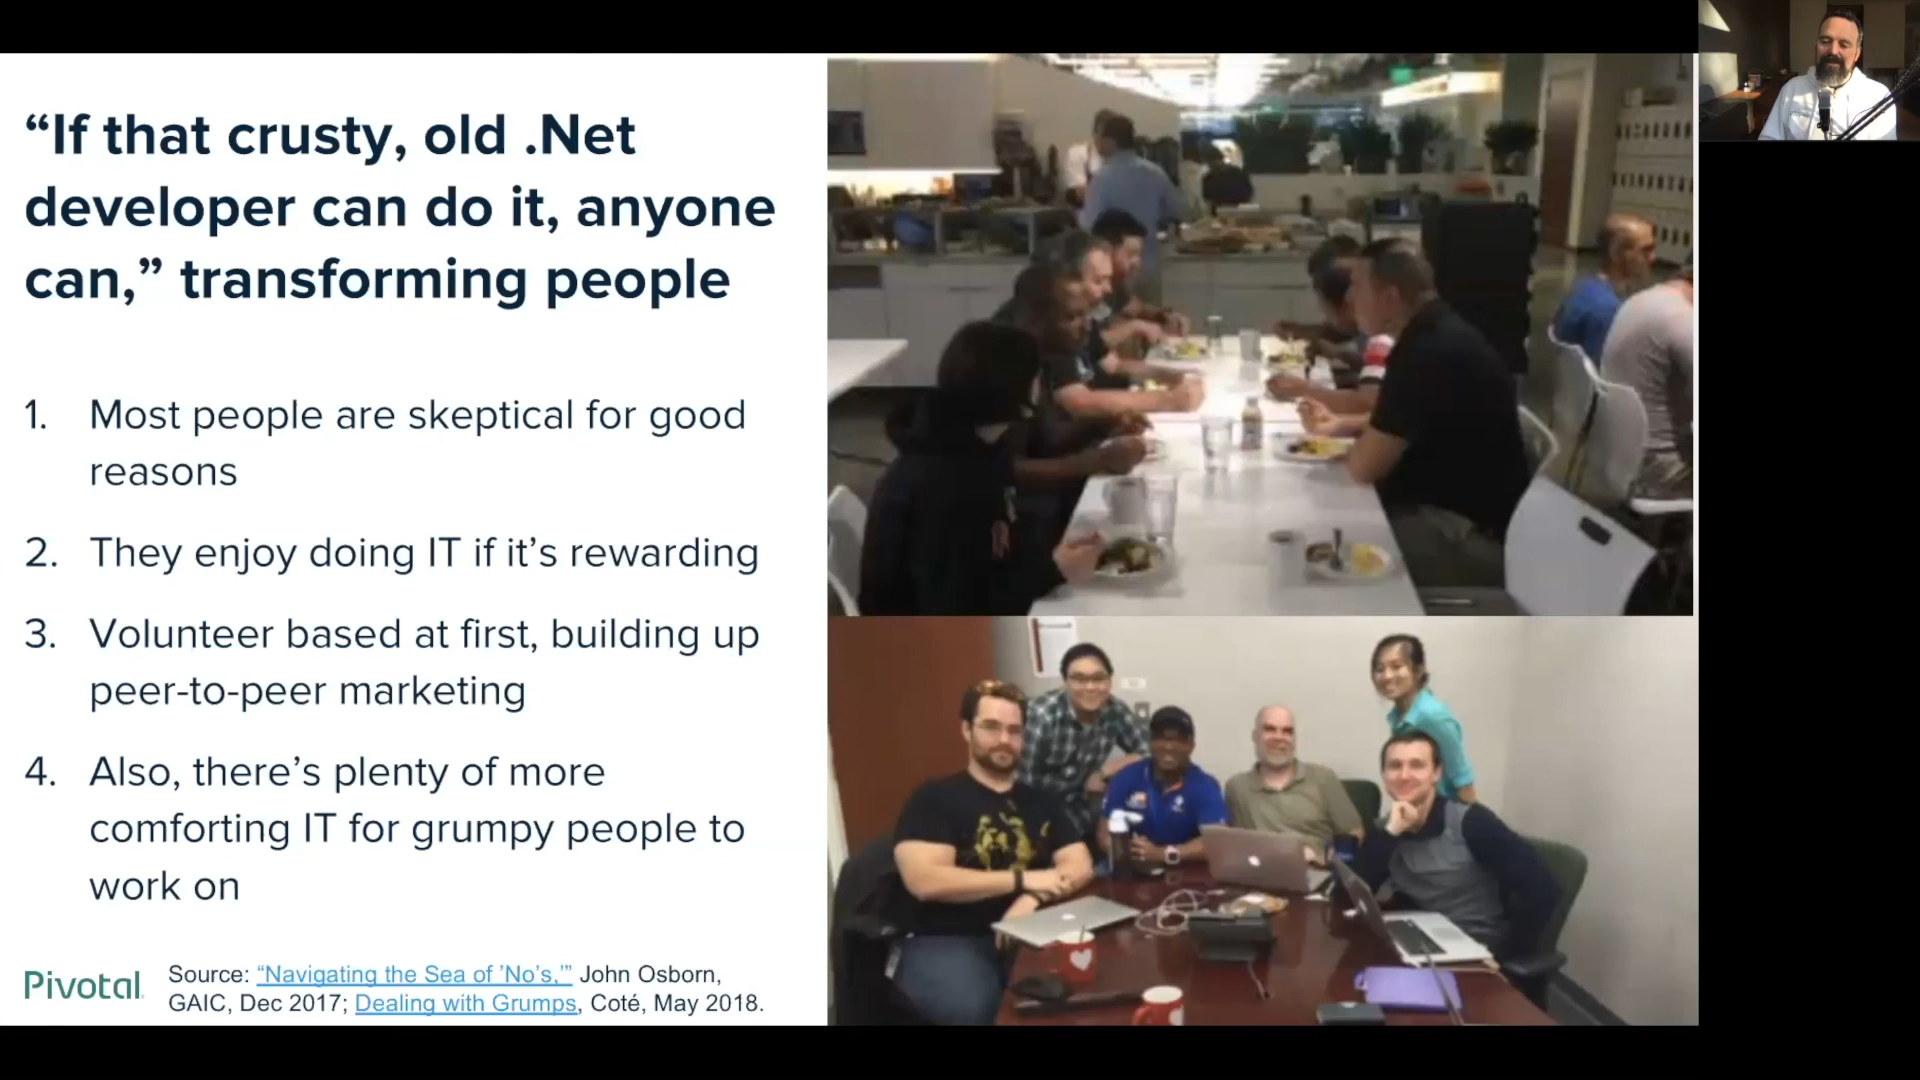 “If that crusty, old .Net
developer can do it, anyone
can,” transforming people
1. Most people are skeptical for good
reasons
2. They enjoy doing IT if it’s rewarding
3. Volunteer based at first, building up
peer-to-peer marketing
4. Also, there’s plenty of more
comforting IT for grumpy people to
work on
Pivotal
Source: “Navigating the Sea of ’No’s,’” John Osborn,
GAIC, Dec 2017; Dealing with Grumps, Coté, May 2018.